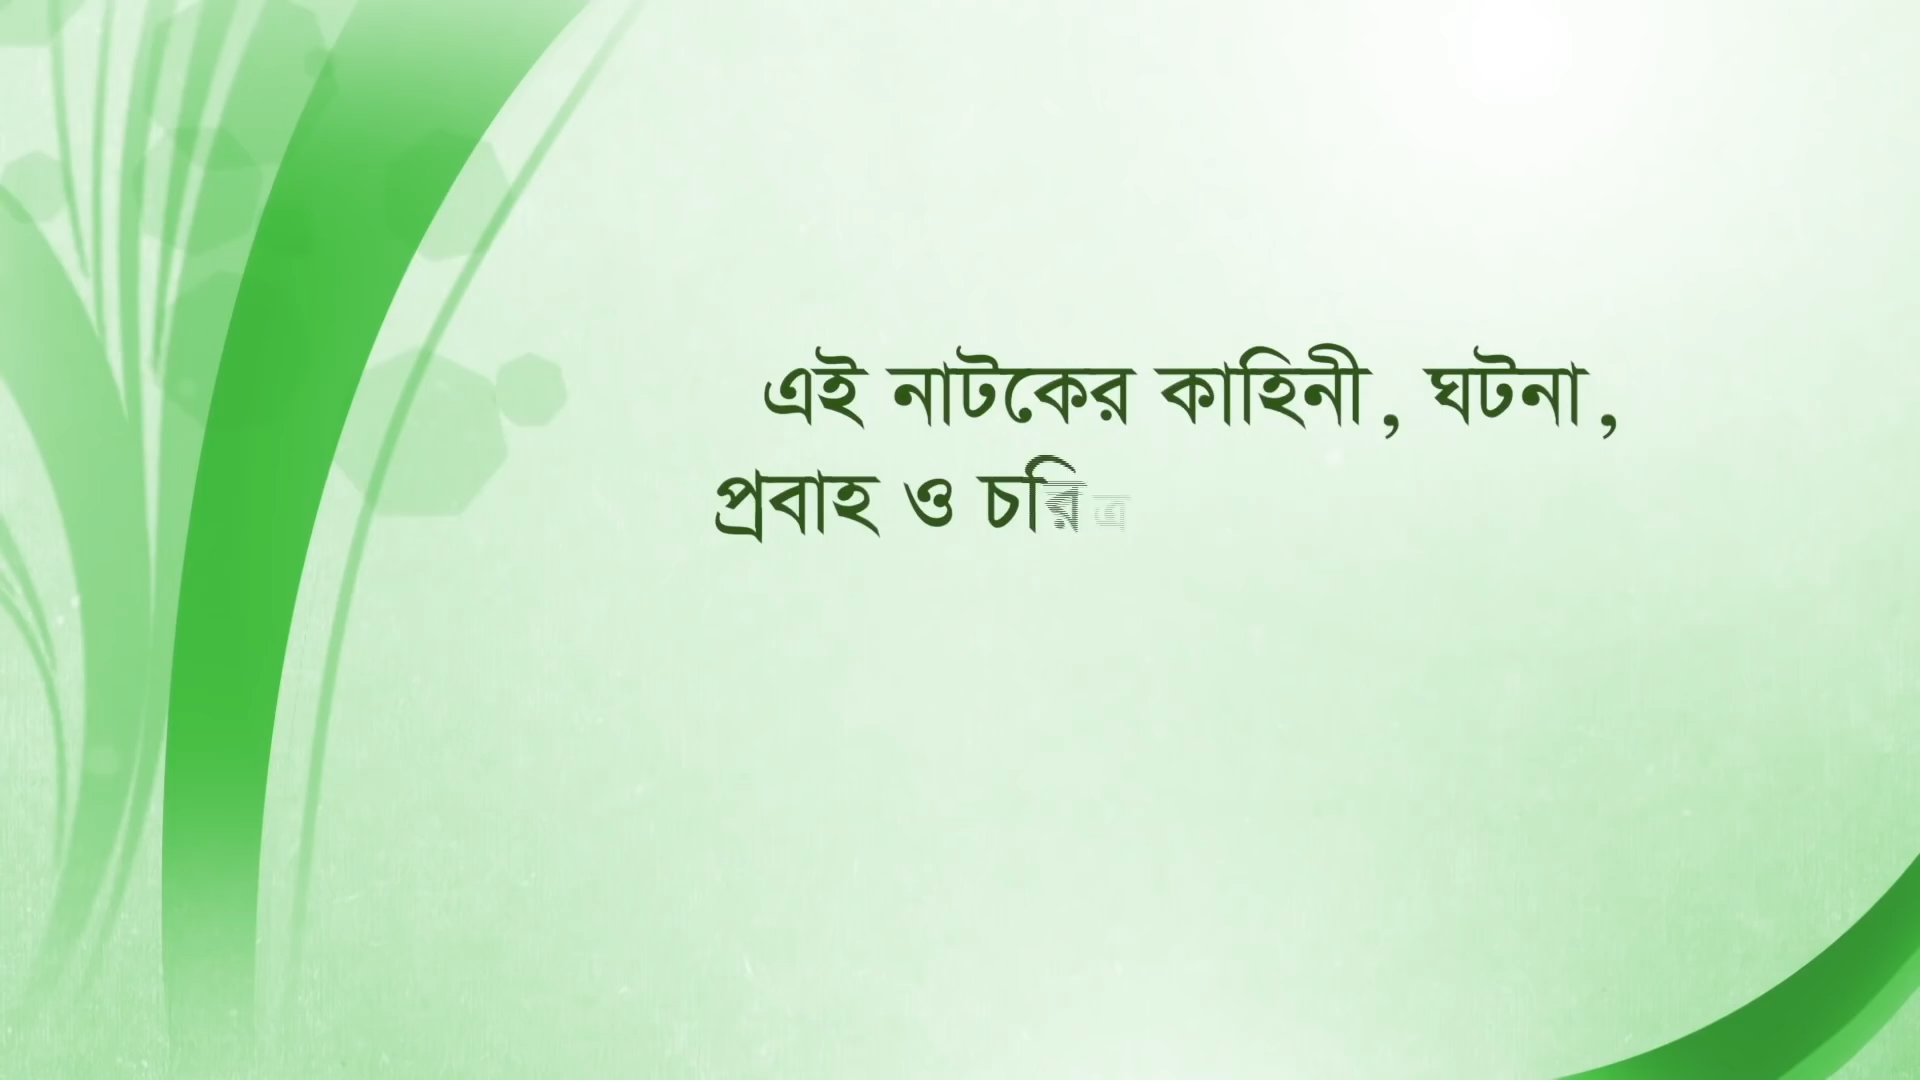 এই নাটকের কাহিনী, ঘটনা,
প্রবাহ ও চরিত্র